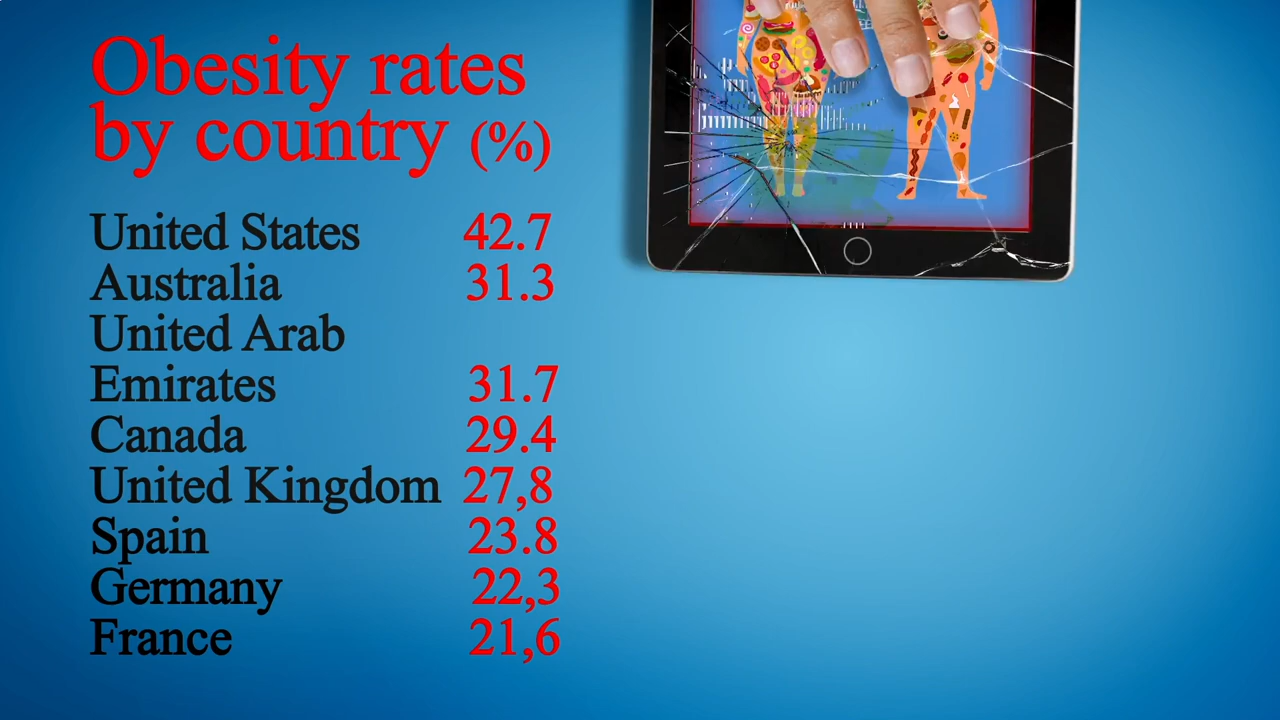 Obesity rates
by country (%)
United States 42.7
Australia 31.3
United Arab
Emirates 31.7
Canada 29.4
United Kingdom 27,8
Spain 23.8
Germany 22,3
France 21,6